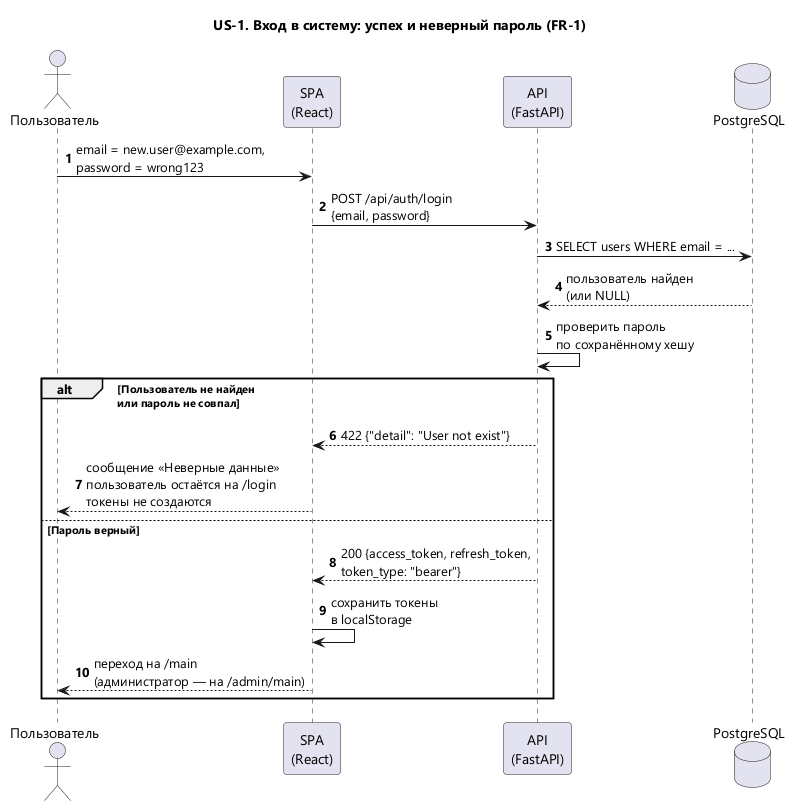 US-1. Вход в систему: успех и неверный пароль (FR-1)
Пользователь
SPA
(React)
API
(FastAPI)
PostgreSQL
1 email = new.user@example.com,
password = wrong123
2 POST /api/auth/login
{email, password}
3 SELECT users WHERE email = ...
4 пользователь найден
(или NULL)
5 проверить пароль
по сохранённому хешу
alt [Пользователь не найден
или пароль не совпал]
6 422 {"detail": "User not exist"}
7 сообщение «Неверные данные»
пользователь остаётся на /login
токены не создаются
[Пароль верный]
8 200 {access_token, refresh_token,
token_type: "bearer"}
9 сохранить токены
в localStorage
10 переход на /main
(администратор — на /admin/main)
Пользователь
SPA
(React)
API
(FastAPI)
PostgreSQL